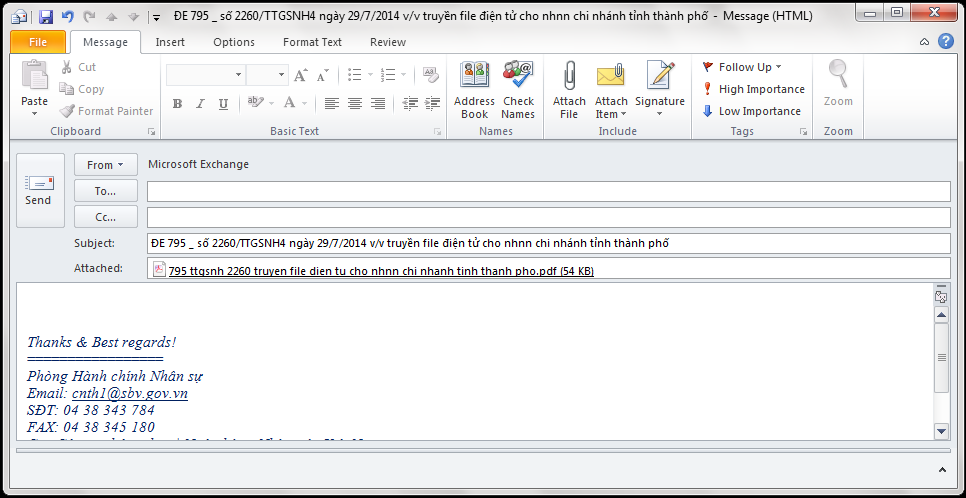 ĐE 795 _ số 2260/TTGSNH4 ngày 29/7/2014 v/v truyền file điện tử cho nhnn chi nhánh tỉnh thành phố - Message (HTML)
File Message Insert Options Format Text Review
Paste
Cut
Copy
Format Painter
Clipboard
B I U
ab A
Basic Text
Address Book
Check Names
Names
Attach File
Attach Item
Signature
Include
Follow Up
High Importance
Low Importance
Tags
Zoom
Zoom
Send
From Microsoft Exchange
To...
Cc...
Subject: ĐE 795 _ số 2260/TTGSNH4 ngày 29/7/2014 v/v truyền file điện tử cho nhnn chi nhánh tỉnh thành phố
Attached: 795 ttgsnh 2260 truyen file dien tu cho nhnn chi nhanh tinh thanh pho.pdf (54 KB)
Thanks & Best regards!
==================
Phòng Hành chính Nhân sự
Email: cnth1@sbv.gov.vn
SĐT: 04 38 343 784
FAX: 04 38 345 180